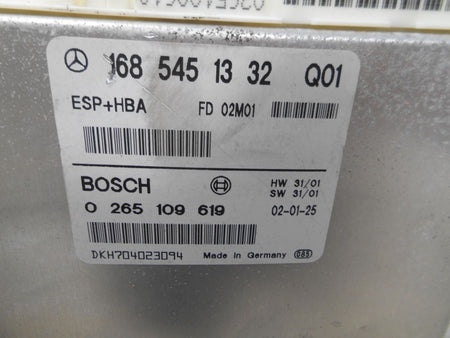 168 545 13 32 Q01
ESP+HBA FD 02M01
BOSCH HW 31/01
SW 31/01
0 265 109 619 02-01-25
DKH704023094 Made in Germany 085